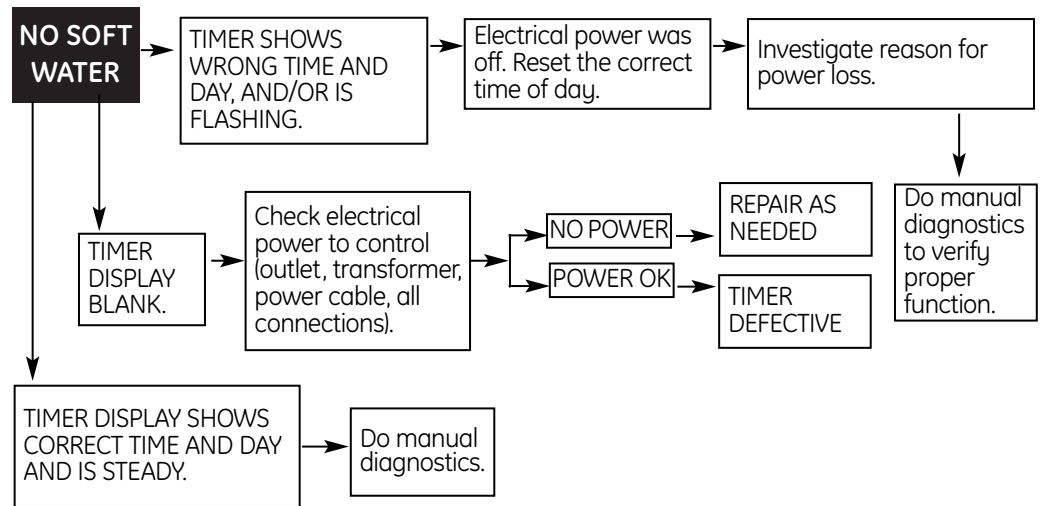 NO SOFT
WATER
TIMER SHOWS
WRONG TIME AND
DAY, AND/OR IS
FLASHING.
Electrical power was
off. Reset the correct
time of day.
Investigate reason for
power loss.
Do manual
diagnostics
to verify
proper
function.
TIMER
DISPLAY
BLANK.
Check electrical
power to control
(outlet, transformer,
power cable, all
connections).
NO POWER
REPAIR AS
NEEDED
POWER OK
TIMER
DEFECTIVE
TIMER DISPLAY SHOWS
CORRECT TIME AND DAY
AND IS STEADY.
Do manual
diagnostics.